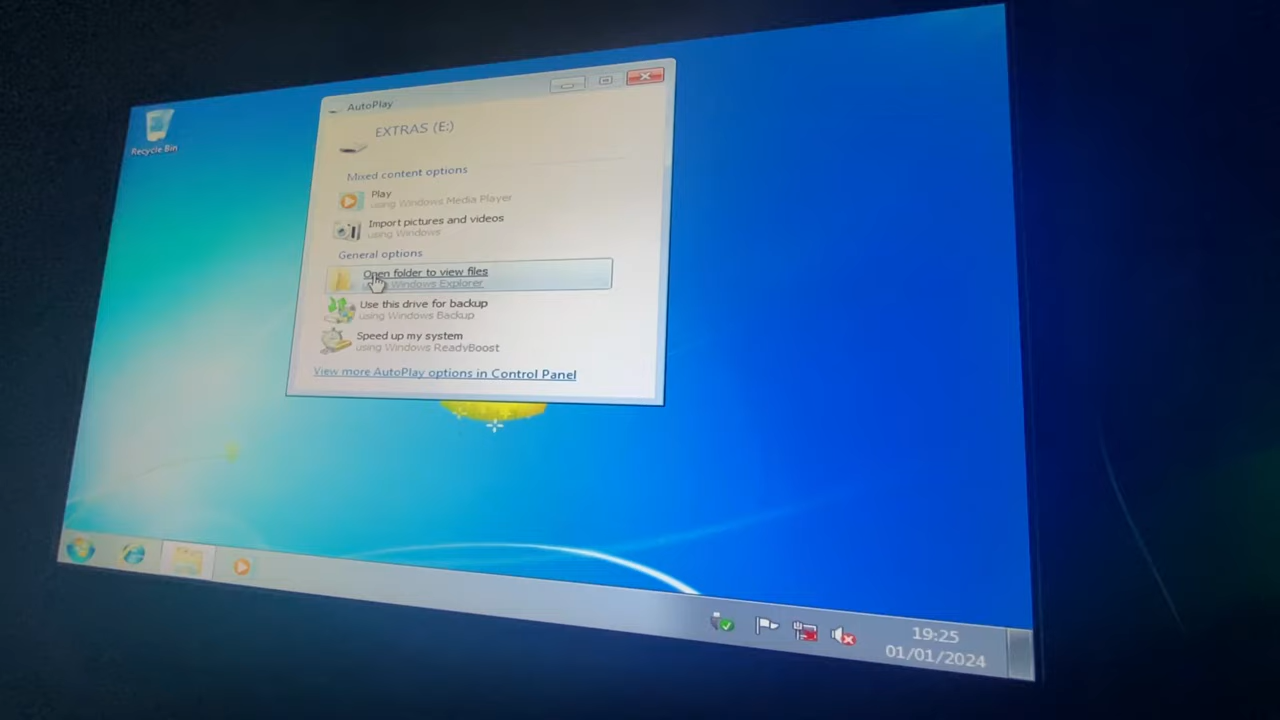 Recycle Bin
AutoPlay
EXTRAS (E:)
Mixed content options
Play
using Windows Media Player
Import pictures and videos
using Windows
General options
Open folder to view files
Windows Explorer
Use this drive for backup
using Windows Backup
Speed up my system
using Windows ReadyBoost
View more AutoPlay options in Control Panel
19:25
01/01/2024